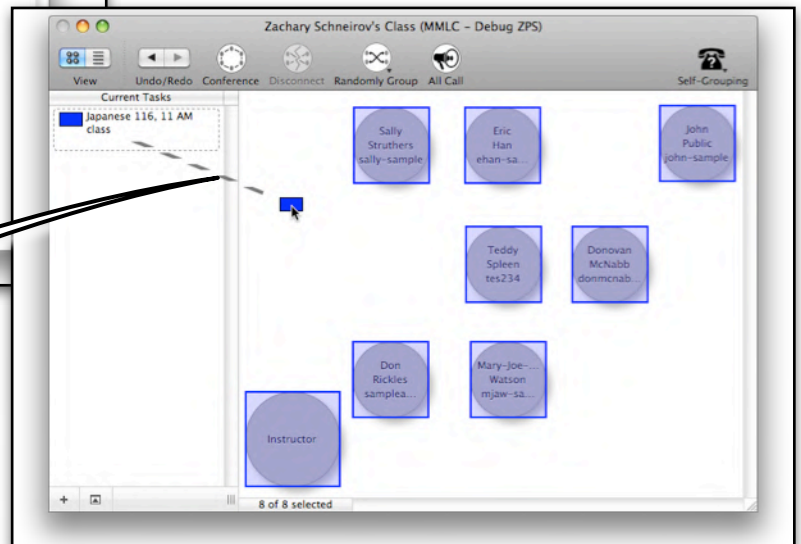 Zachary Schneirov's Class (MMLC – Debug ZPS)
View
Undo/Redo
Conference
Disconnect
Randomly Group
All Call
Self-Grouping
Current Tasks
Japanese 116, 11 AM
class
Sally
Struthers
sally-sample
Eric
Han
ehan-sa...
John
Public
john-sample
Teddy
Spleen
tes234
Donovan
McNabb
donmcnab...
Don
Rickles
samplea...
Mary-Joe-...
Watson
mjaw-sa...
Instructor
8 of 8 selected